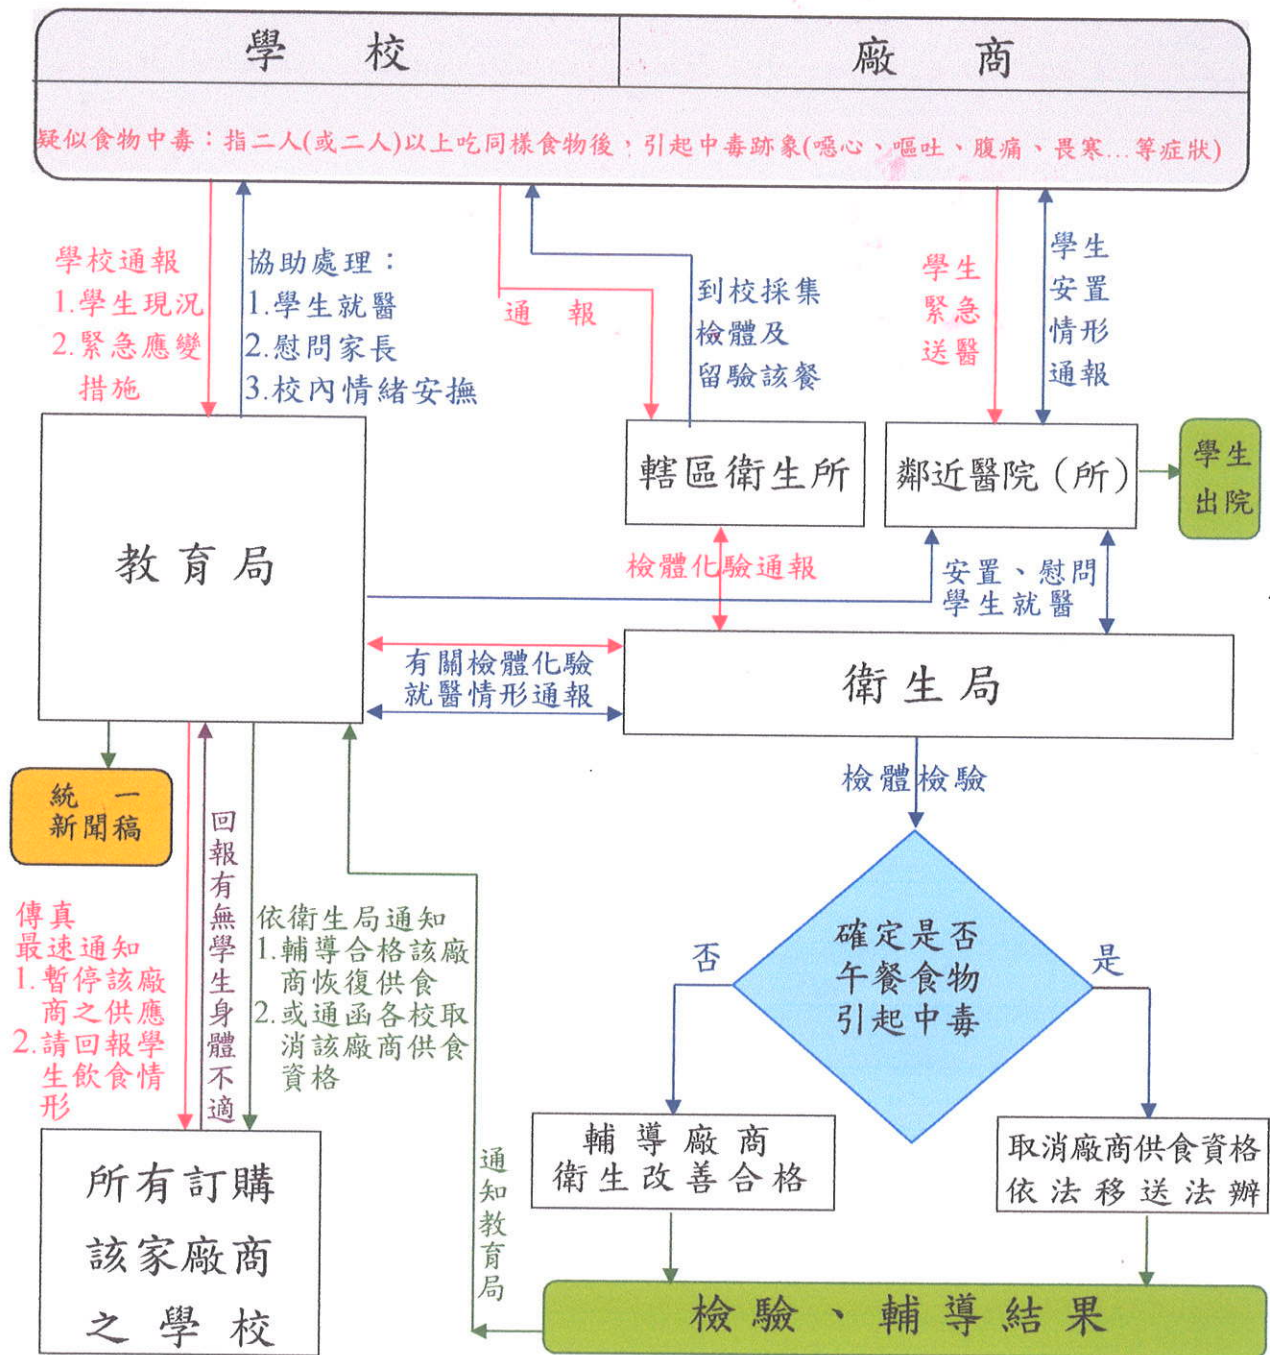 學校
廠商
疑似食物中毒：指二人(或二人)以上吃同樣食物後，引起中毒跡象(噁心、嘔吐、腹痛、畏寒...等症狀)
學校通報
1.學生現況
2.緊急應變
措施
協助處理：
1.學生就醫
2.慰問家長
3.校內情緒安撫
通報
到校採集
檢體及
留驗該餐
學生
緊急
送醫
學生
安置
情形
通報
教育局
轄區衛生所
鄰近醫院（所）
學生
出院
檢體化驗通報
安置、慰問
學生就醫
有關檢體化驗
就醫情形通報
衛生局
統一
新聞稿
檢體檢驗
傳真
最速通知
1.暫停該廠
商之供應
2.請回報學
生飲食情
形
回報有無學生身體不適
依衛生局通知
1.輔導合格該廠
商恢復供食
2.或通函各校取
消該廠商供食
資格
否
確定是否
午餐食物
引起中毒
是
所有訂購
該家廠商
之學校
通知教育局
輔導廠商
衛生改善合格
取消廠商供食資格
依法移送法辦
檢驗、輔導結果